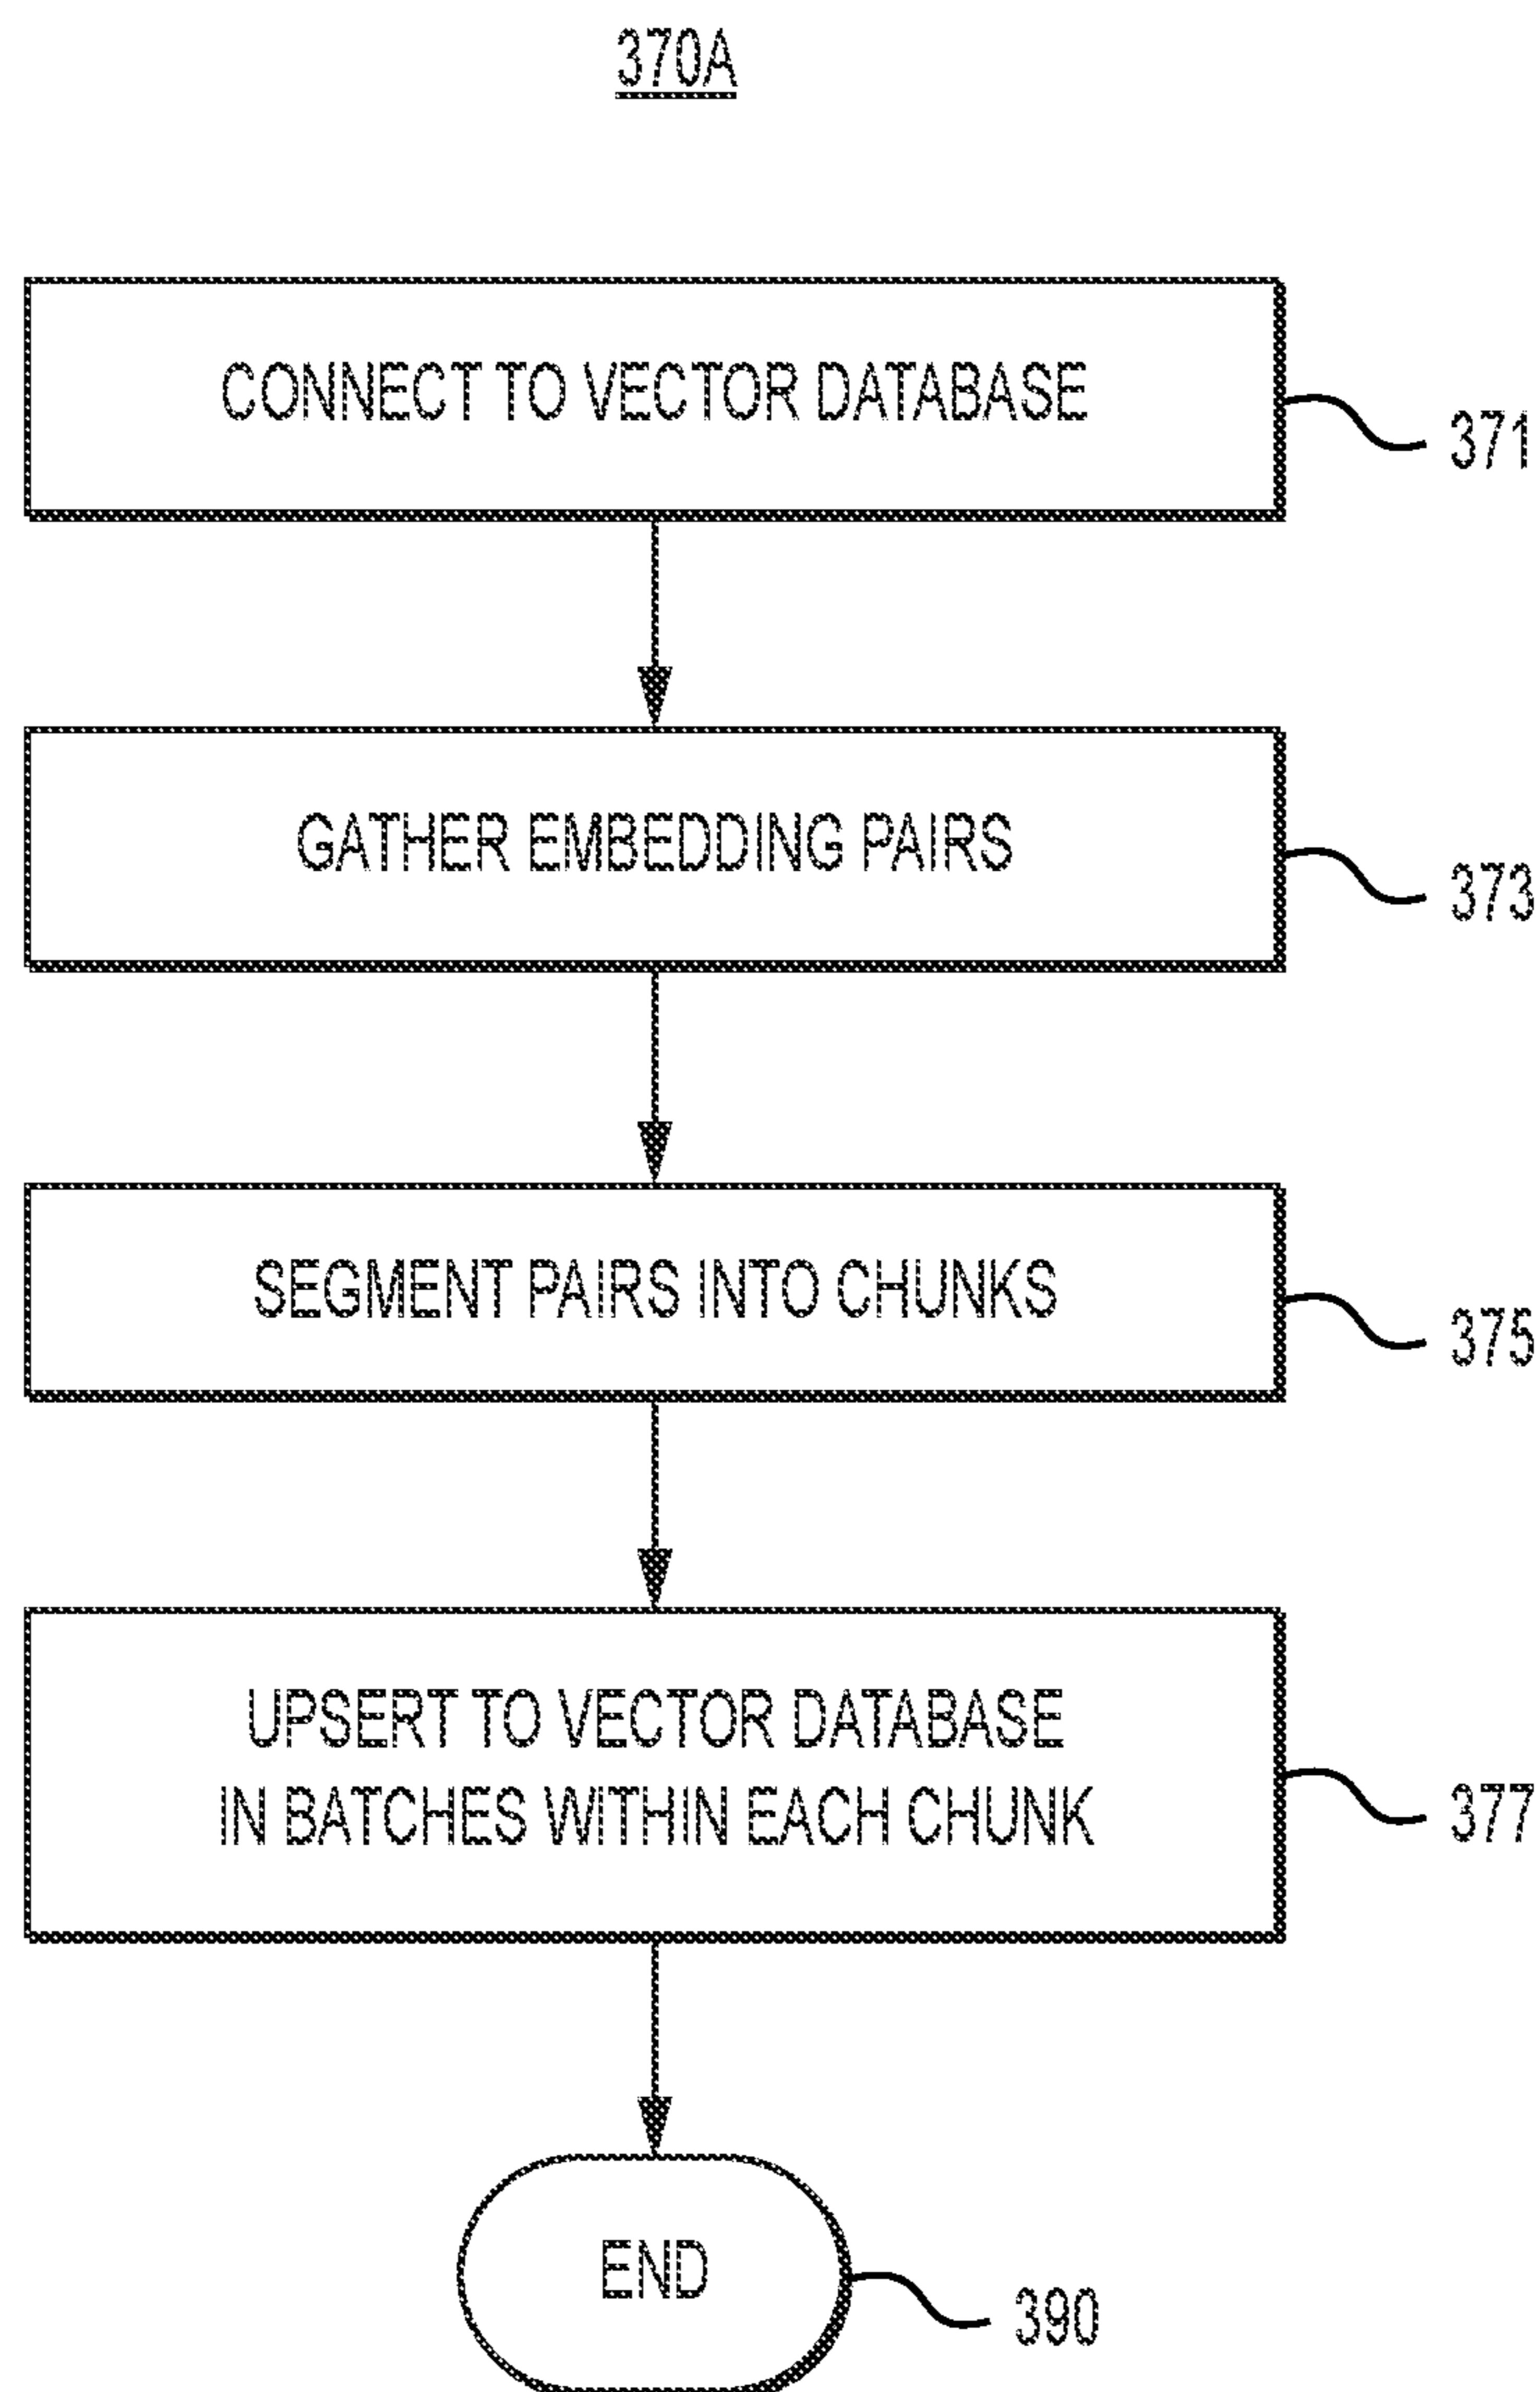 370A
CONNECT TO VECTOR DATABASE
371
GATHER EMBEDDING PAIRS
373
SEGMENT PAIRS INTO CHUNKS
375
UPSERT TO VECTOR DATABASE
IN BATCHES WITHIN EACH CHUNK
377
END
390